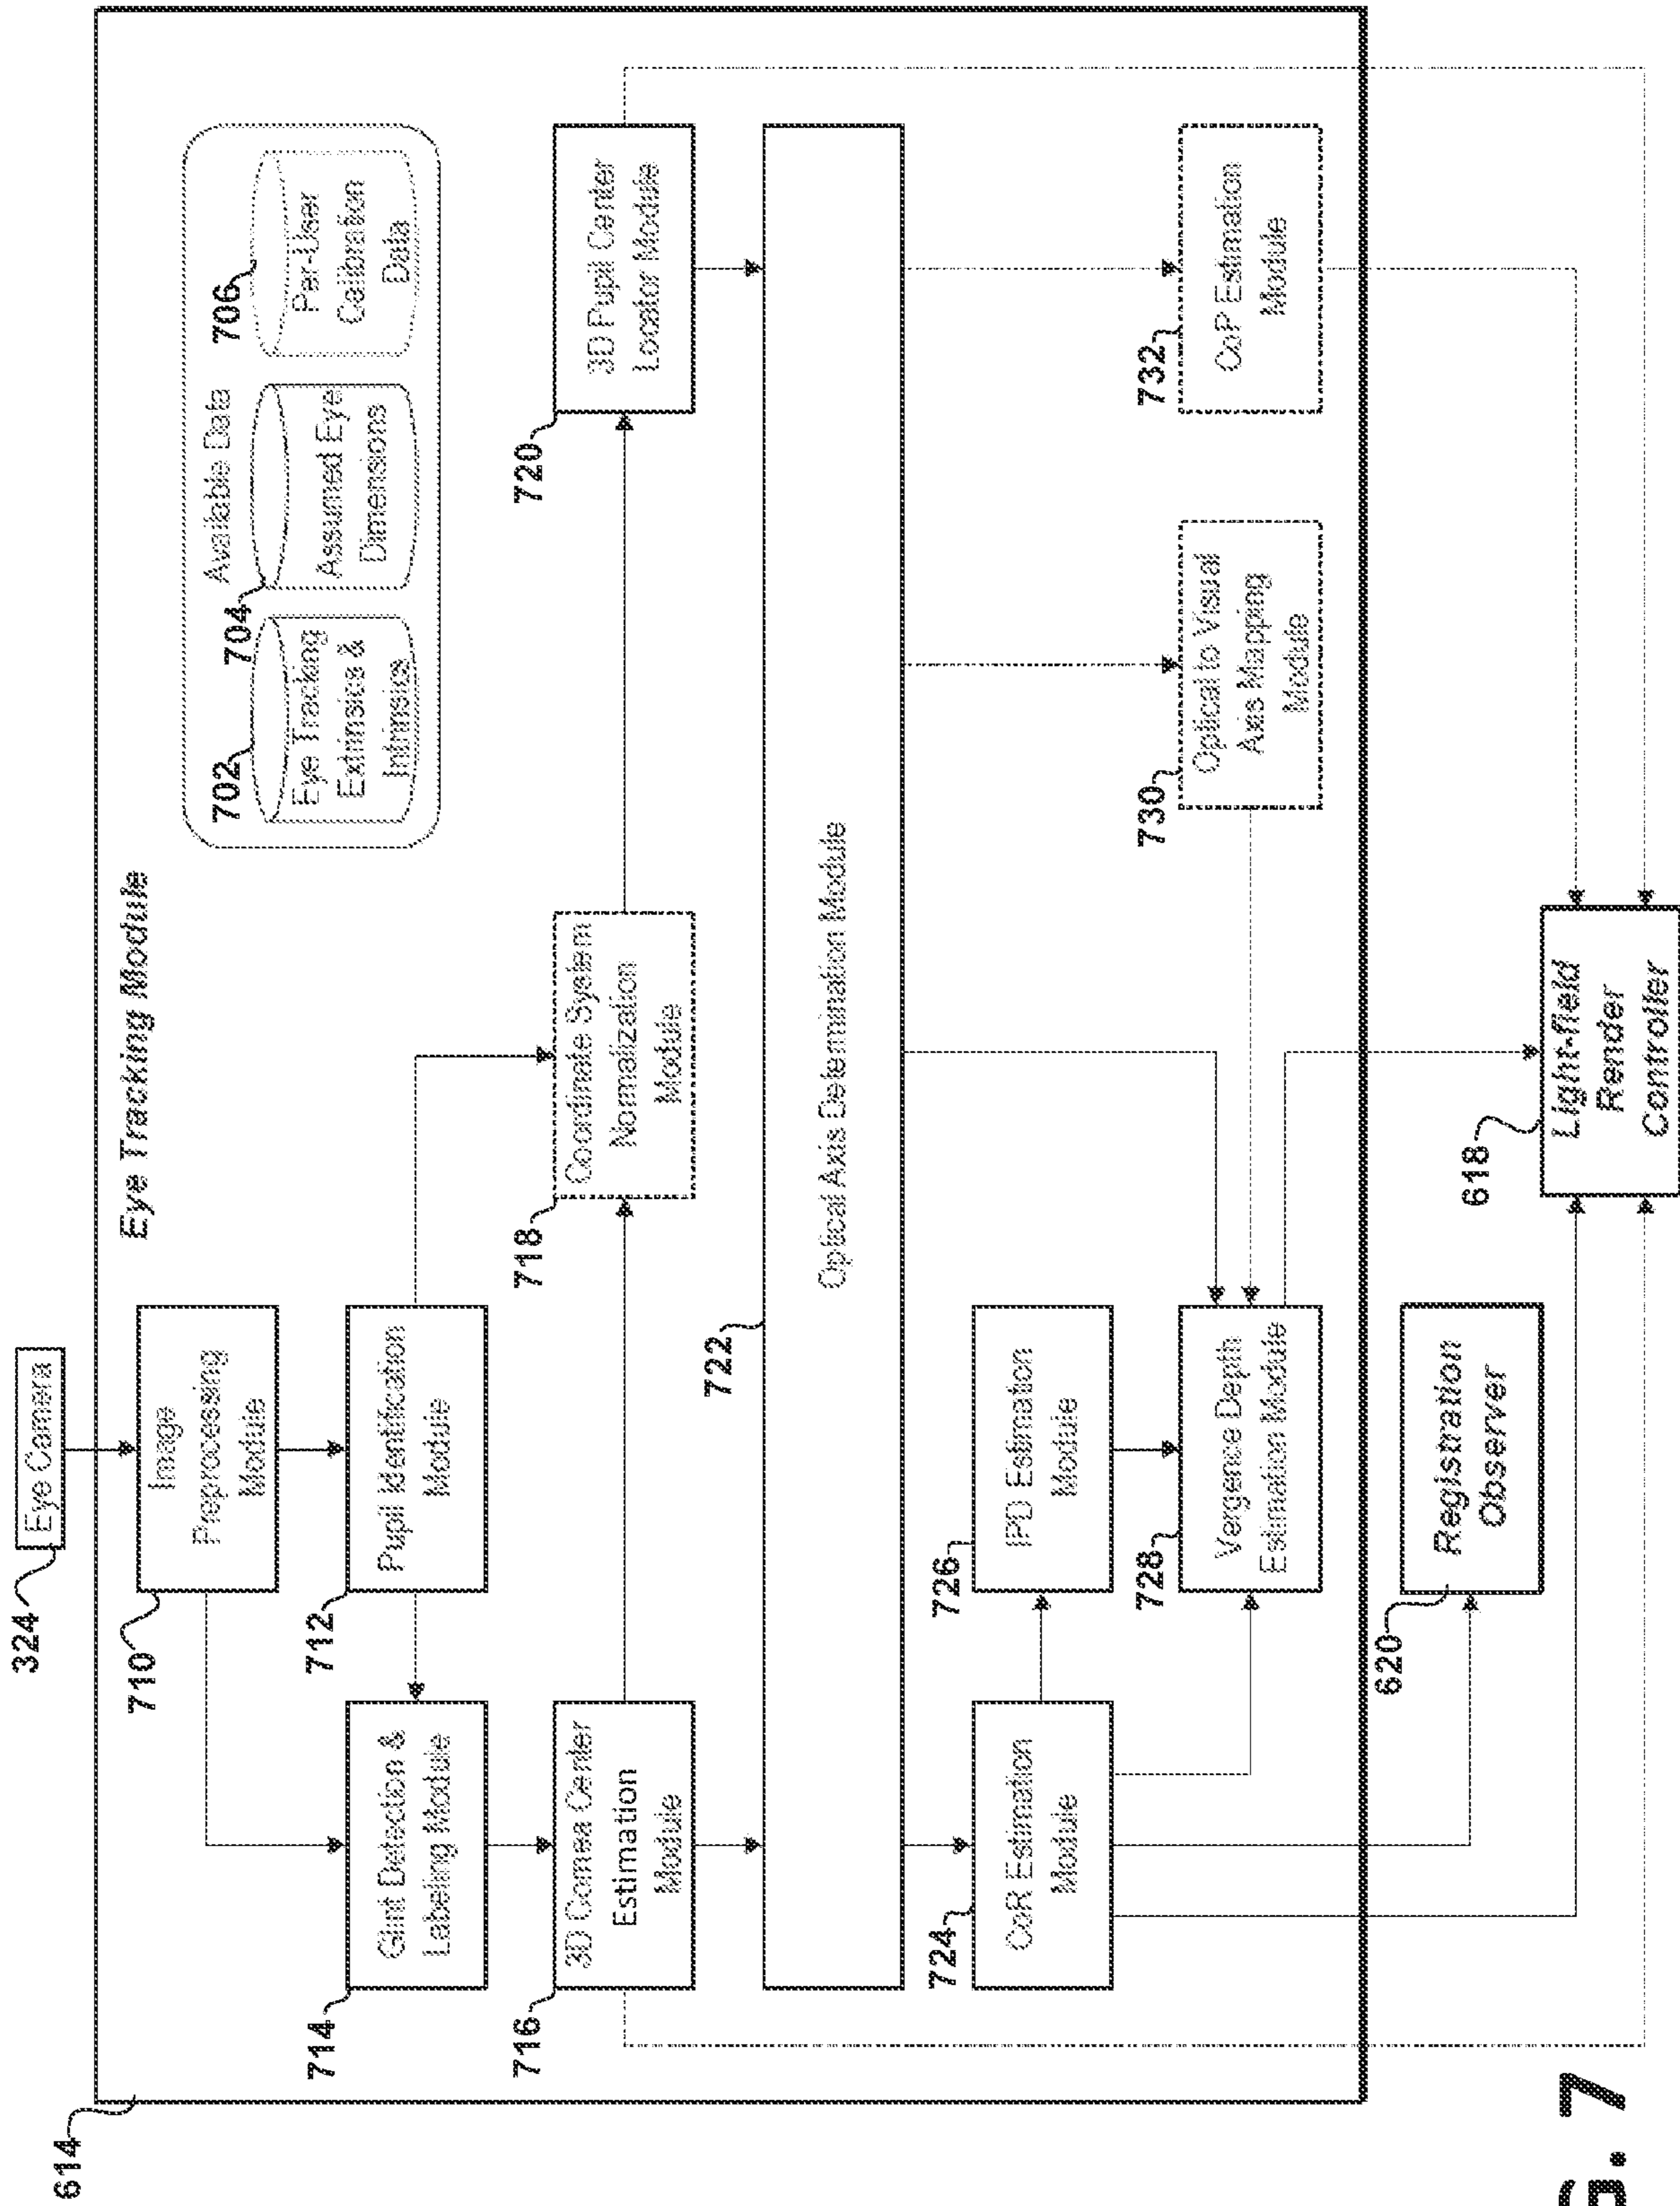 614
324
Eye Camera
Eye Tracking Module
710
Image
Preprocessing
Module
Available Data
702
Eye Tracking
Extrinsics &
Intrinsics
704
Assumed Eye
Dimensions
706
Per-User
Calibration
Data
714
Glint Detection &
Labeling Module
712
Pupil Identification
Module
716
3D Cornea Center
Estimation
Module
718
Coordinate System
Normalization
Module
720
3D Pupil Center
Locator Module
722
Optical Axis Determination Module
724
CoR Estimation
Module
726
IPD Estimation
Module
728
Vergence Depth
Estimation Module
730
Optical to Visual
Axis Mapping
Module
732
CoP Estimation
Module
620
Registration
Observer
618
Light-field
Render
Controller
G. 7